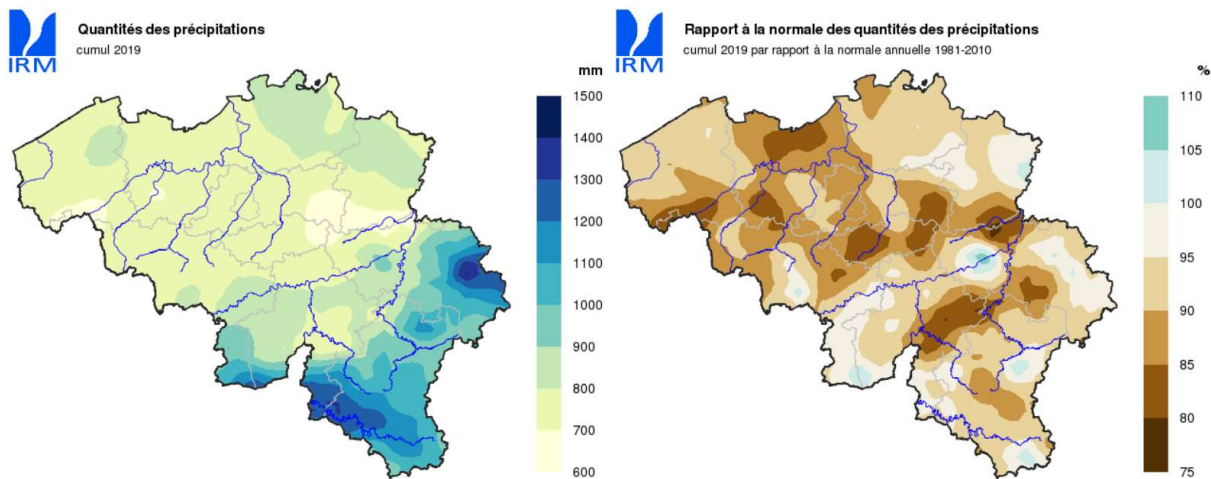 Quantités des précipitations
cumul 2019
IRM
mm
1500
1400
1300
1200
1100
1000
900
800
700
600
Rapport à la normale des quantités des précipitations
cumul 2019 par rapport à la normale annuelle 1981-2010
IRM
%
110
105
100
95
90
85
80
75